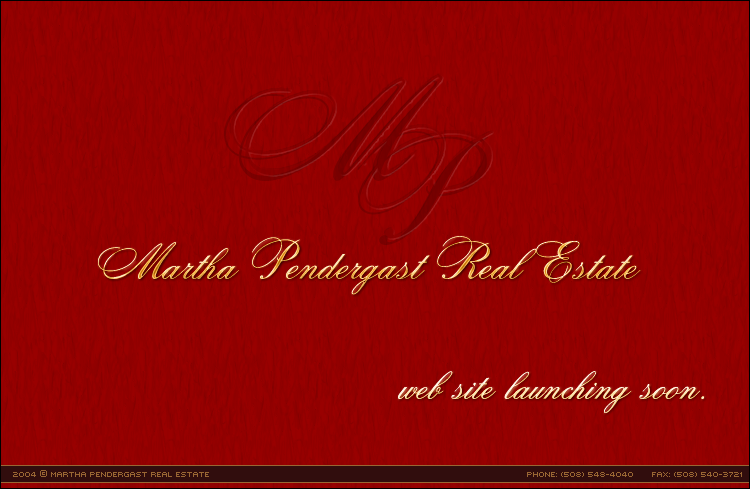 MP
Martha Pendergast Real Estate
web site launching soon.
2004 © MARTHA PENDERGAST REAL ESTATE PHONE: (508) 548-4040 FAX: (508) 540-3721